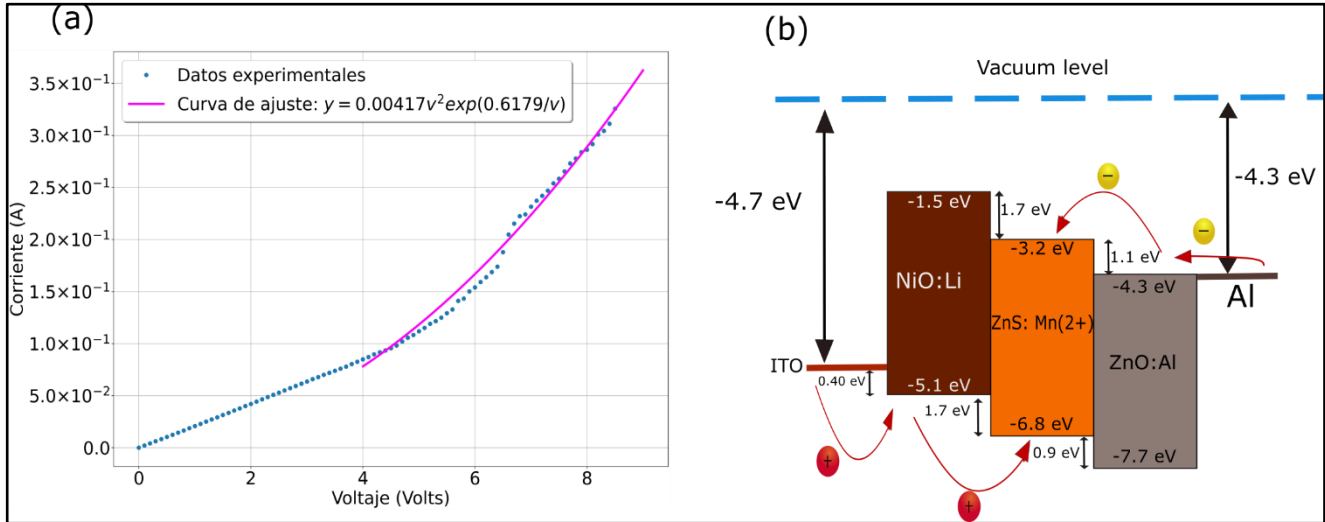 (a)
Datos experimentales
Curva de ajuste: y = 0.00417v²exp(0.6179/v)
3.5×10⁻¹
3.0×10⁻¹
2.5×10⁻¹
2.0×10⁻¹
1.5×10⁻¹
1.0×10⁻¹
5.0×10⁻²
0.0
Corriente (A)
0 2 4 6 8
Voltaje (Volts)
(b)
Vacuum level
-4.7 eV
-4.3 eV
-1.5 eV
1.7 eV
-3.2 eV
1.1 eV
-4.3 eV
Al
NiO:Li
ZnS: Mn(2+)
ZnO:Al
ITO
0.40 eV
-5.1 eV
1.7 eV
-6.8 eV
0.9 eV
-7.7 eV
−
−
+
+